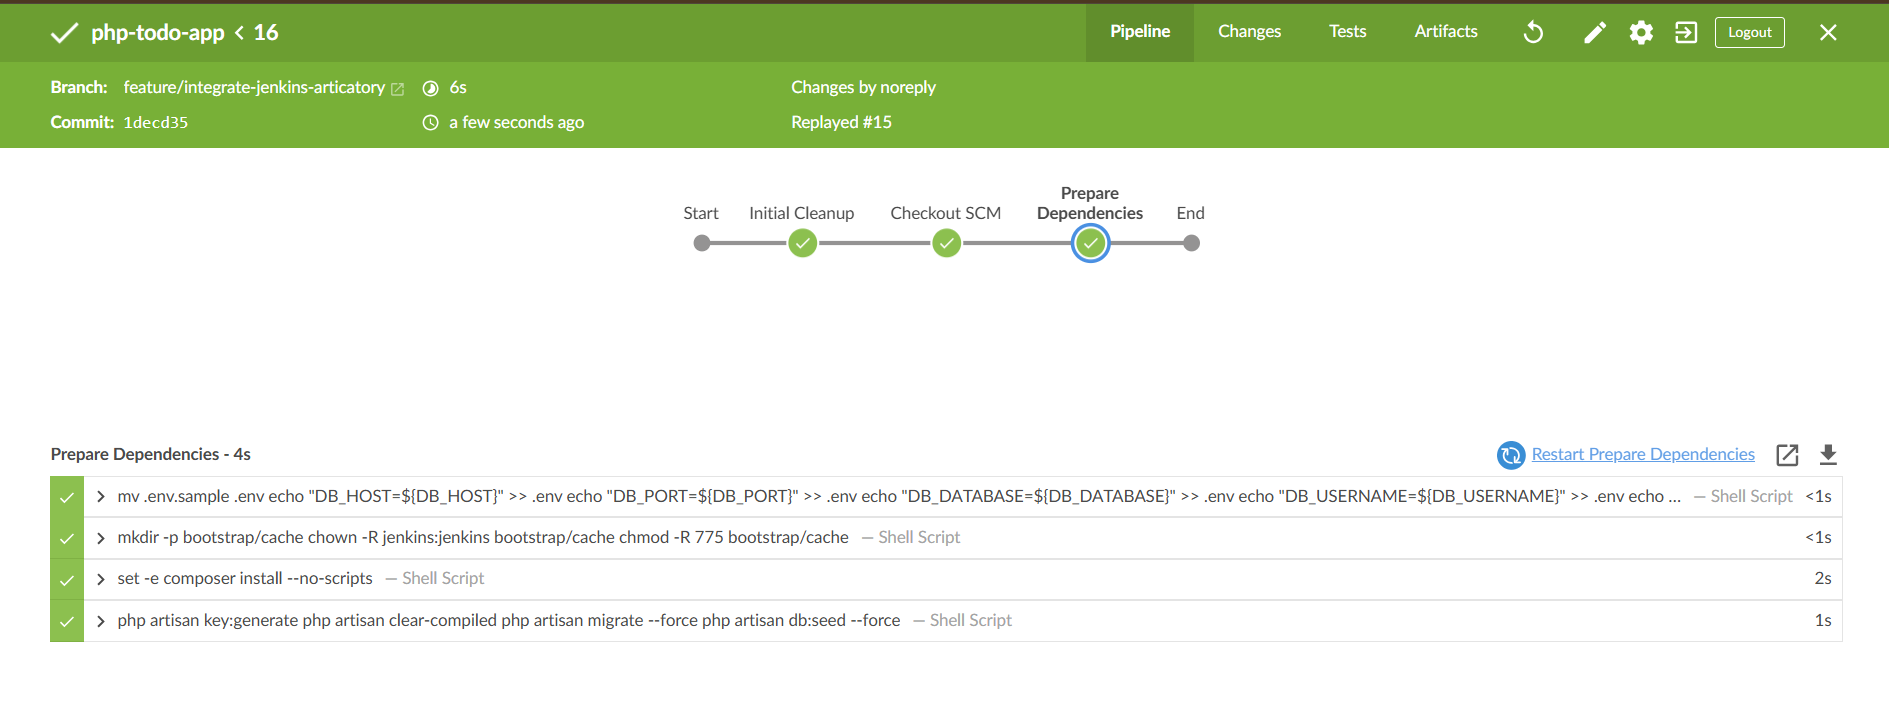 php-todo-app < 16
Pipeline Changes Tests Artifacts Logout
Branch: feature/integrate-jenkins-articatory 6s Changes by noreply
Commit: 1decd35 a few seconds ago Replayed #15
Prepare
Start Initial Cleanup Checkout SCM Dependencies End
Prepare Dependencies - 4s Restart Prepare Dependencies
mv .env.sample .env echo "DB_HOST=${DB_HOST}" >> .env echo "DB_PORT=${DB_PORT}" >> .env echo "DB_DATABASE=${DB_DATABASE}" >> .env echo "DB_USERNAME=${DB_USERNAME}" >> .env echo ... — Shell Script <1s
mkdir -p bootstrap/cache chown -R jenkins:jenkins bootstrap/cache chmod -R 775 bootstrap/cache — Shell Script <1s
set -e composer install --no-scripts — Shell Script 2s
php artisan key:generate php artisan clear-compiled php artisan migrate --force php artisan db:seed --force — Shell Script 1s